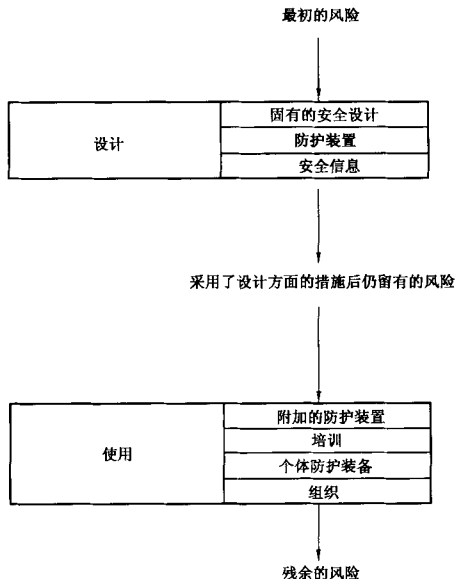 最初的风险
设计
固有的安全设计
防护装置
安全信息
采用了设计方面的措施后仍留有的风险
使用
附加的防护装置
培训
个体防护装备
组织
残余的风险